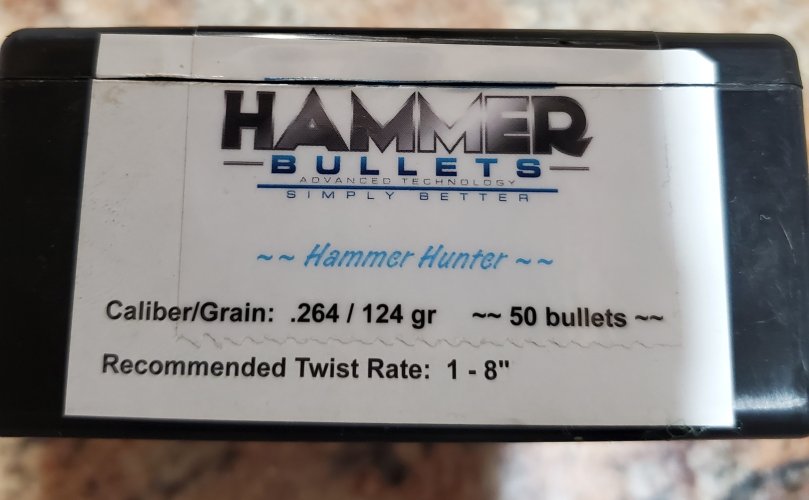 HAMMER
BULLETS
ADVANCED TECHNOLOGY
SIMPLY BETTER
~~ Hammer Hunter ~~
Caliber/Grain: .264 / 124 gr ~~ 50 bullets ~~
Recommended Twist Rate: 1 - 8"